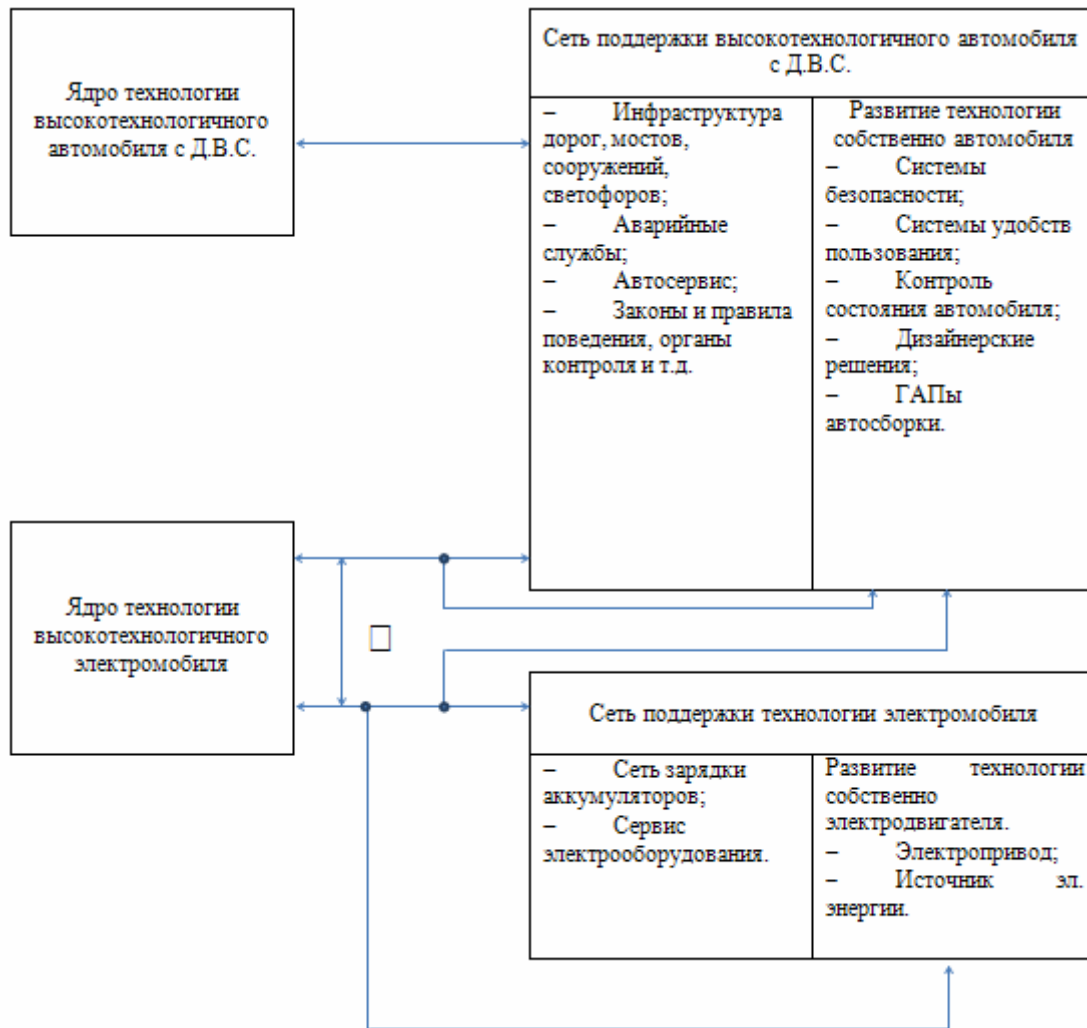 Ядро технологии
высокотехнологичного
автомобиля с Д.В.С.
Сеть поддержки высокотехнологичного автомобиля
с Д.В.С.
– Инфраструктура
дорог, мостов,
сооружений,
светофоров;
– Аварийные
службы;
– Автосервис;
– Законы и правила
поведения, органы
контроля и т.д.
Развитие технологии
собственно автомобиля
– Системы
безопасности;
– Системы удобств
пользования;
– Контроль
состояния автомобиля;
– Дизайнерские
решения;
– ГАПы
автосборки.
Ядро технологии
высокотехнологичного
электромобиля
Сеть поддержки технологии электромобиля
– Сеть зарядки
аккумуляторов;
– Сервис
электрооборудования.
Развитие технологии
собственно
электродвигателя.
– Электропривод;
– Источник эл.
энергии.